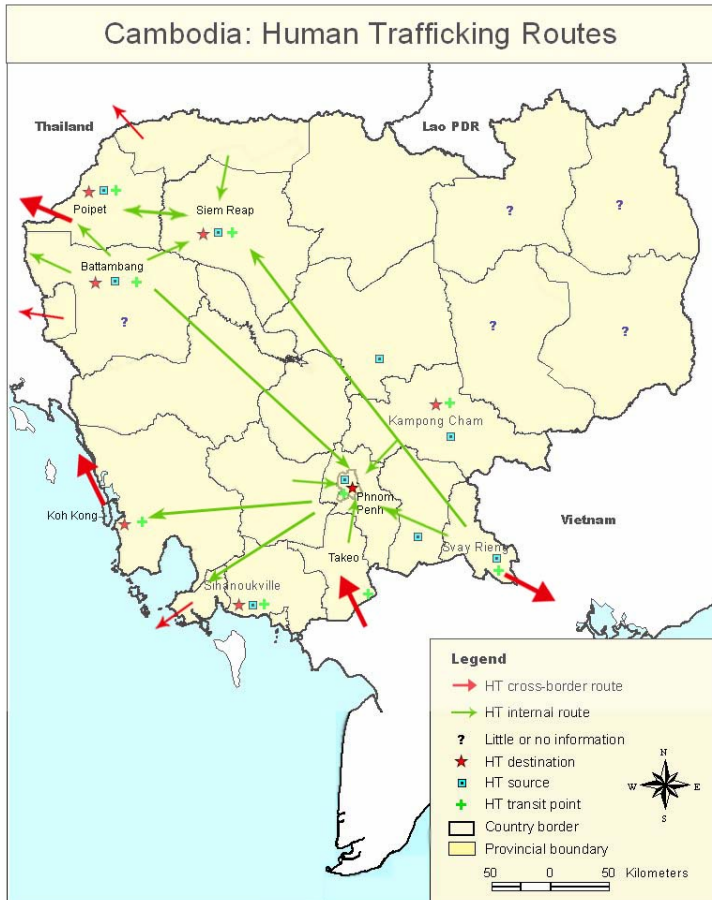 Cambodia: Human Trafficking Routes
Thailand
Lao PDR
Poipet
Siem Reap
?
?
Battambang
?
?
?
Kampong Cham
Phnom
Penh
Koh Kong
Vietnam
Takeo
Svay Rieng
Sihanoukville
Legend
HT cross-border route
HT internal route
? Little or no information
HT destination
HT source
HT transit point
Country border
Provincial boundary
N
W E
S
50 0 50 Kilometers